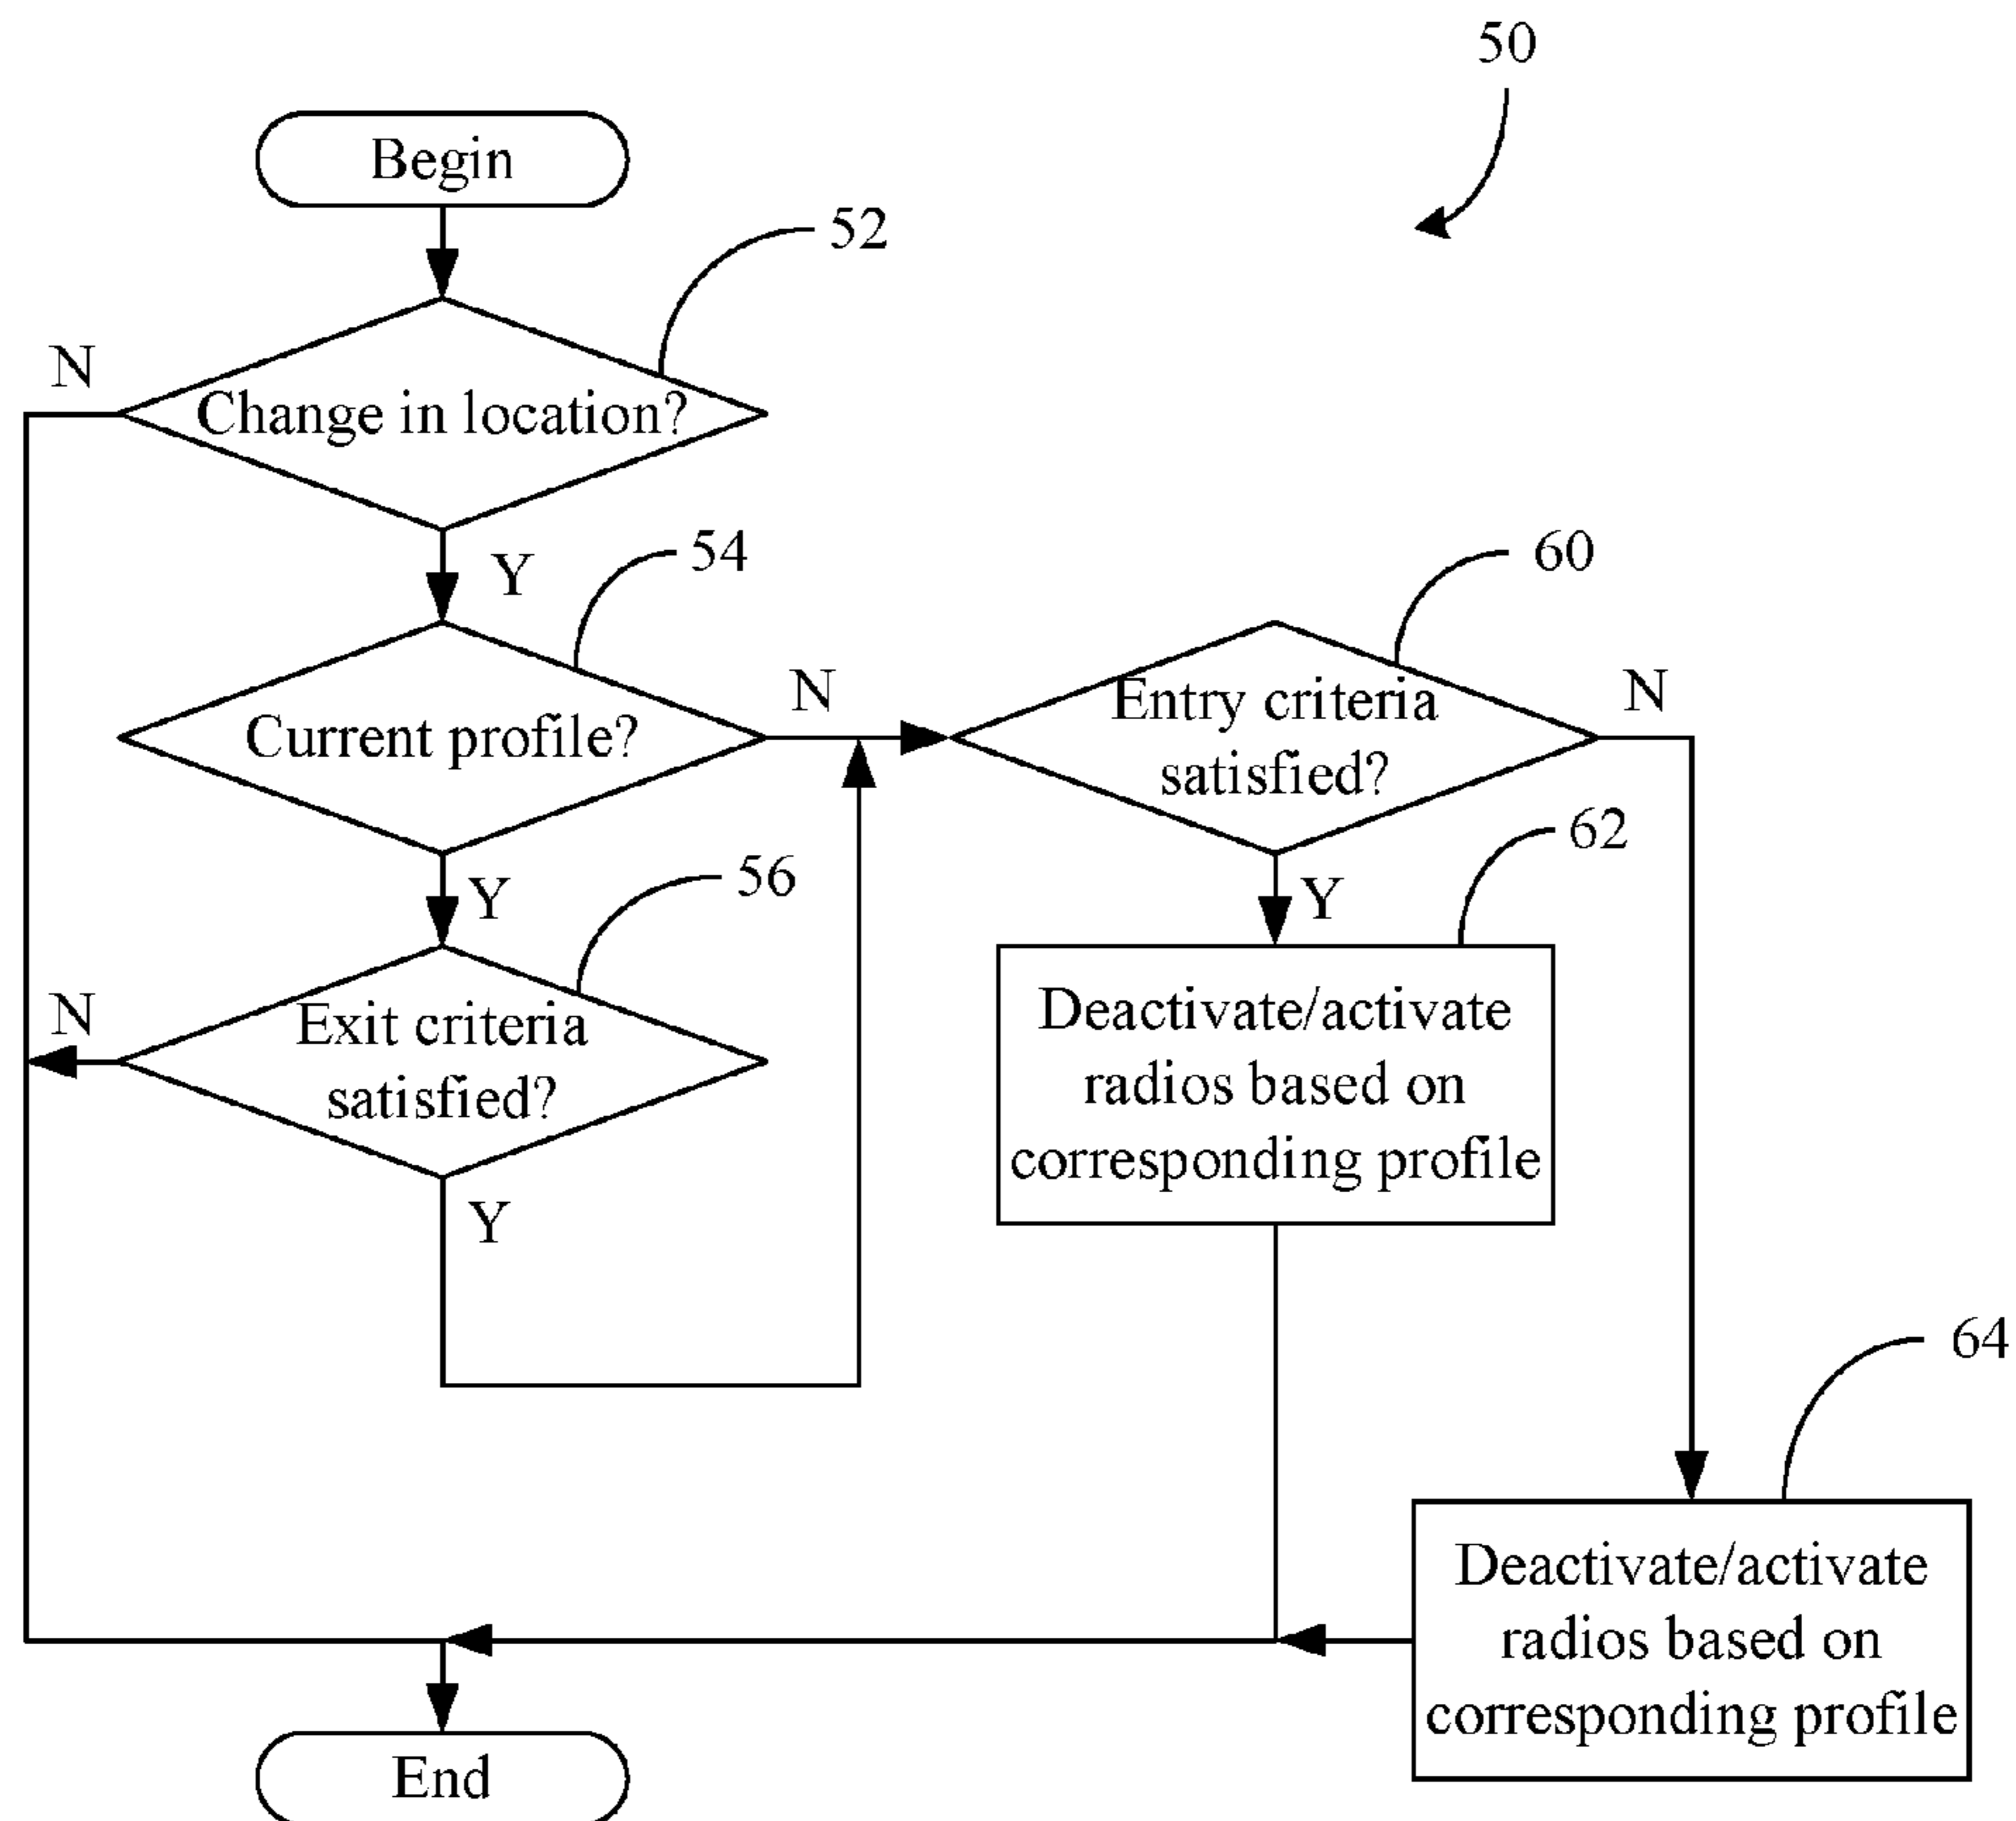 50
Begin
52
N
Change in location?
Y
54
60
Current profile?
N
Entry criteria
satisfied?
N
62
Y
56
Y
N
Exit criteria
satisfied?
Deactivate/activate
radios based on
corresponding profile
Y
64
Deactivate/activate
radios based on
corresponding profile
End